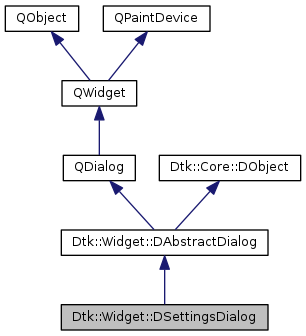 QObject
QPaintDevice
QWidget
QDialog
Dtk::Core::DObject
Dtk::Widget::DAbstractDialog
Dtk::Widget::DSettingsDialog